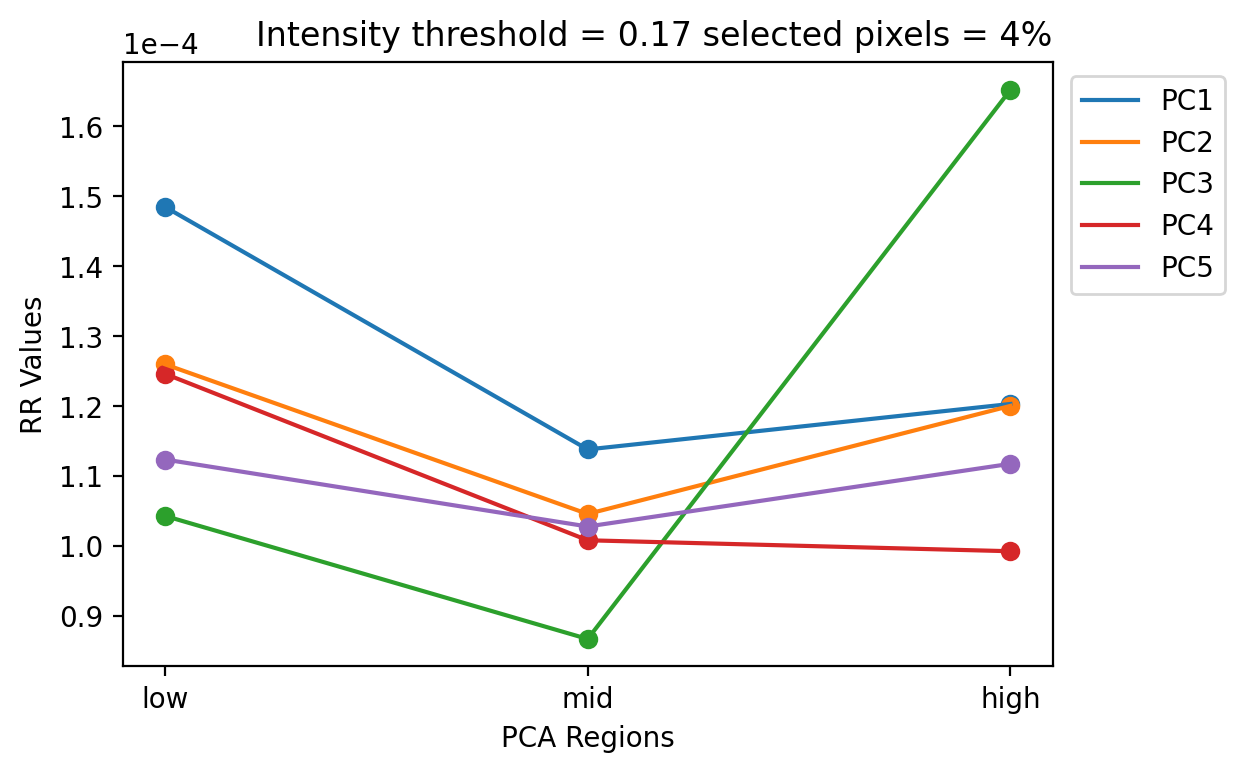 Intensity threshold = 0.17 selected pixels = 4%
1e−4
1.6
1.5
1.4
1.3
1.2
1.1
1.0
0.9
RR Values
low
mid
high
PCA Regions
PC1
PC2
PC3
PC4
PC5